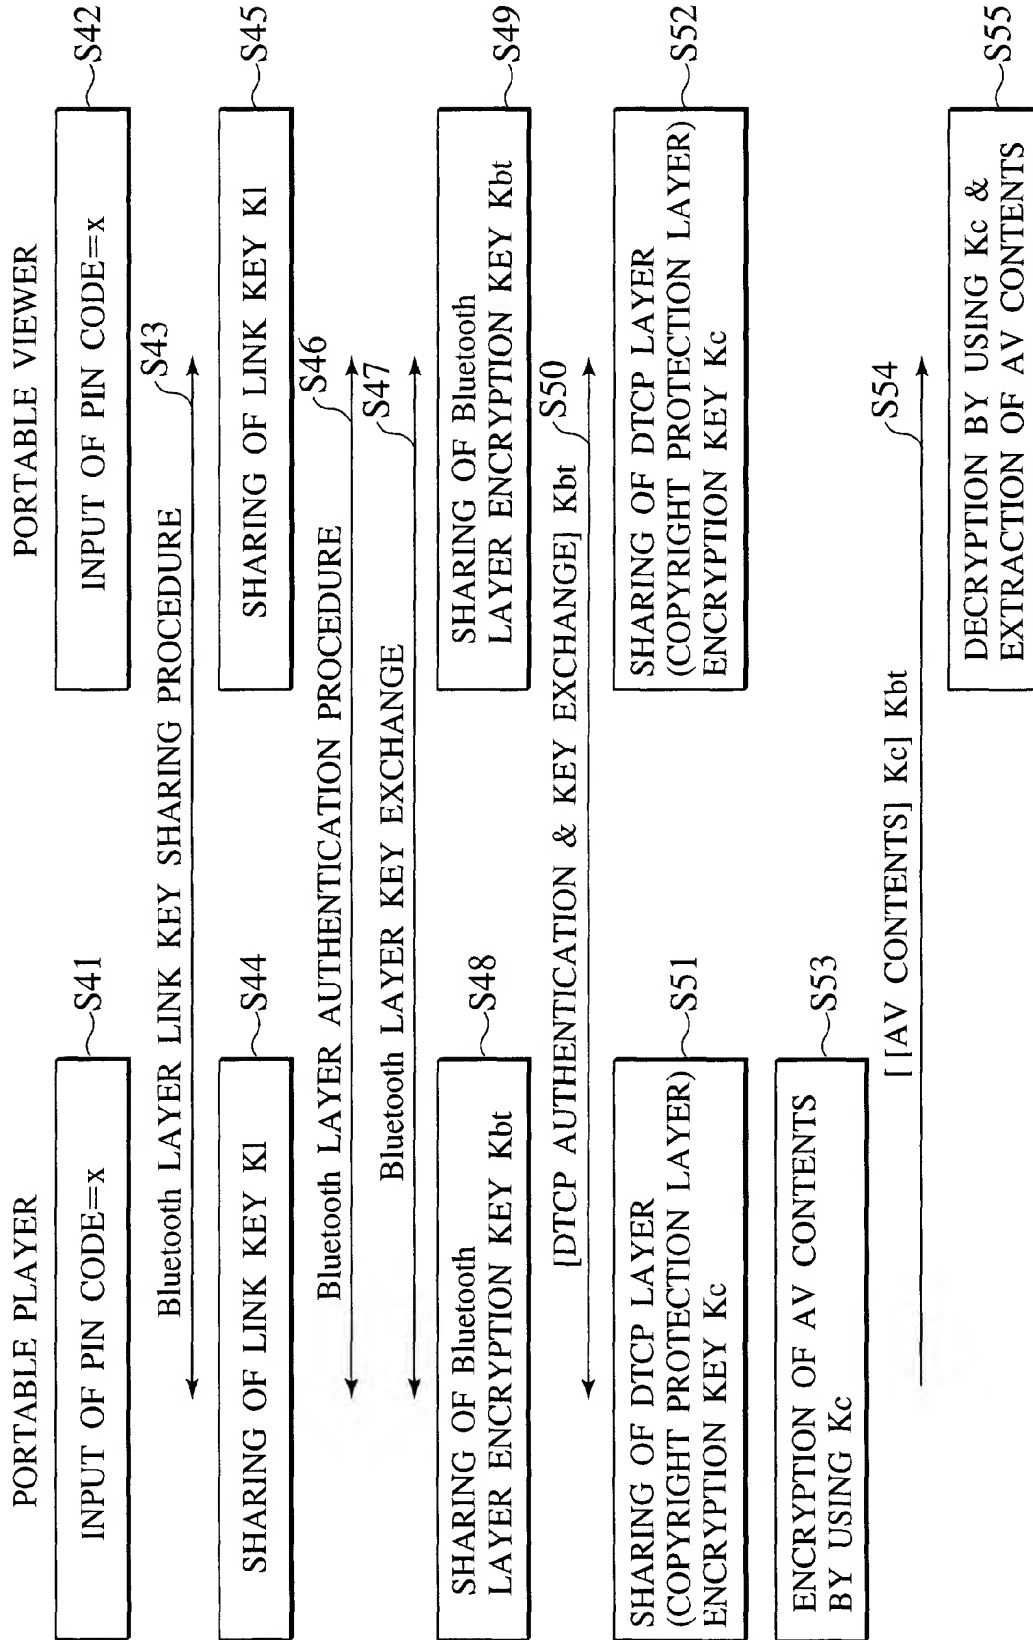 PORTABLE PLAYER
PORTABLE VIEWER
INPUT OF PIN CODE=x
S41
INPUT OF PIN CODE=x
S42
Bluetooth LAYER LINK KEY SHARING PROCEDURE
S43
SHARING OF LINK KEY Kl
S44
SHARING OF LINK KEY Kl
S45
Bluetooth LAYER AUTHENTICATION PROCEDURE
S46
Bluetooth LAYER KEY EXCHANGE
S47
SHARING OF Bluetooth
LAYER ENCRYPTION KEY Kbt
S48
SHARING OF Bluetooth
LAYER ENCRYPTION KEY Kbt
S49
[DTCP AUTHENTICATION & KEY EXCHANGE] Kbt
S50
SHARING OF DTCP LAYER
(COPYRIGHT PROTECTION LAYER)
ENCRYPTION KEY Kc
S51
SHARING OF DTCP LAYER
(COPYRIGHT PROTECTION LAYER)
ENCRYPTION KEY Kc
S52
ENCRYPTION OF AV CONTENTS
BY USING Kc
S53
[ [AV CONTENTS] Kc] Kbt
S54
DECRYPTION BY USING Kc &
EXTRACTION OF AV CONTENTS
S55